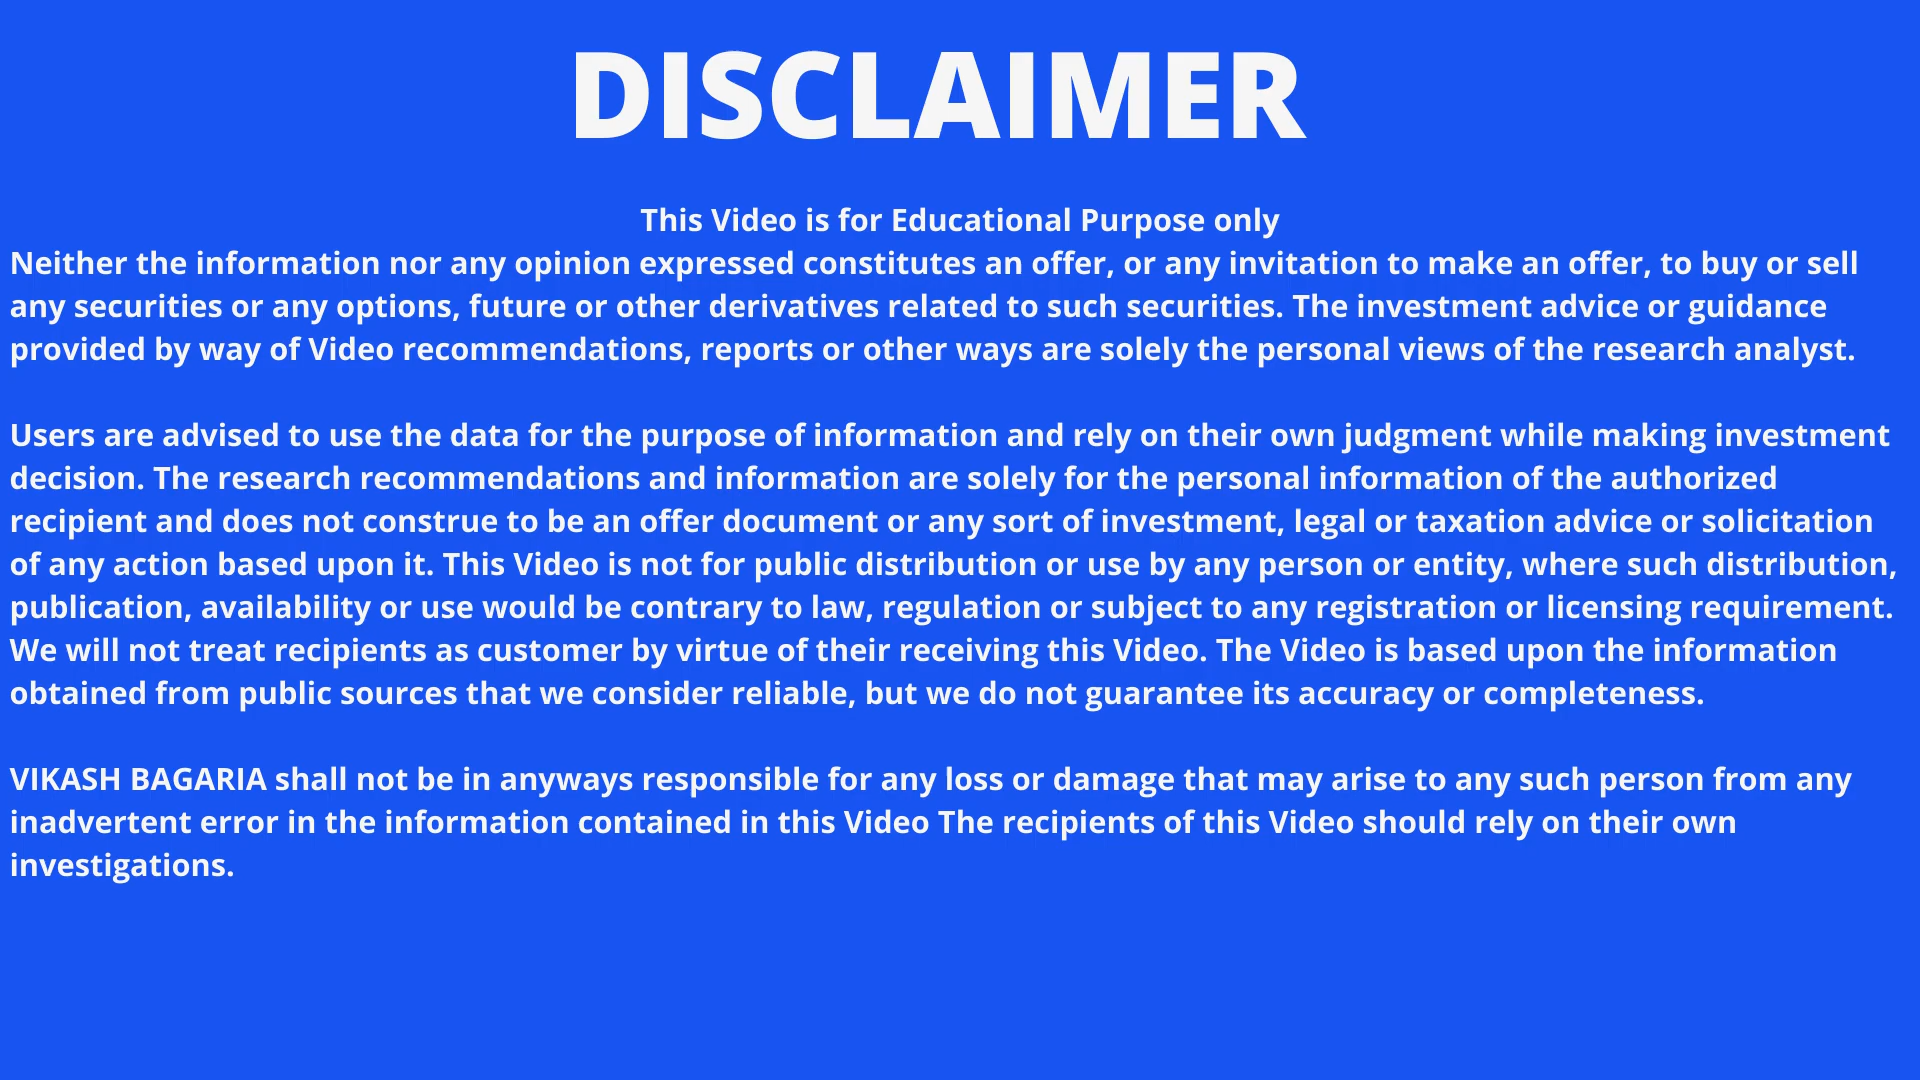 DISCLAIMER
This Video is for Educational Purpose only
Neither the information nor any opinion expressed constitutes an offer, or any invitation to make an offer, to buy or sell
any securities or any options, future or other derivatives related to such securities. The investment advice or guidance
provided by way of Video recommendations, reports or other ways are solely the personal views of the research analyst.
Users are advised to use the data for the purpose of information and rely on their own judgment while making investment
decision. The research recommendations and information are solely for the personal information of the authorized
recipient and does not construe to be an offer document or any sort of investment, legal or taxation advice or solicitation
of any action based upon it. This Video is not for public distribution or use by any person or entity, where such distribution,
publication, availability or use would be contrary to law, regulation or subject to any registration or licensing requirement.
We will not treat recipients as customer by virtue of their receiving this Video. The Video is based upon the information
obtained from public sources that we consider reliable, but we do not guarantee its accuracy or completeness.
VIKASH BAGARIA shall not be in anyways responsible for any loss or damage that may arise to any such person from any
inadvertent error in the information contained in this Video The recipients of this Video should rely on their own
investigations.